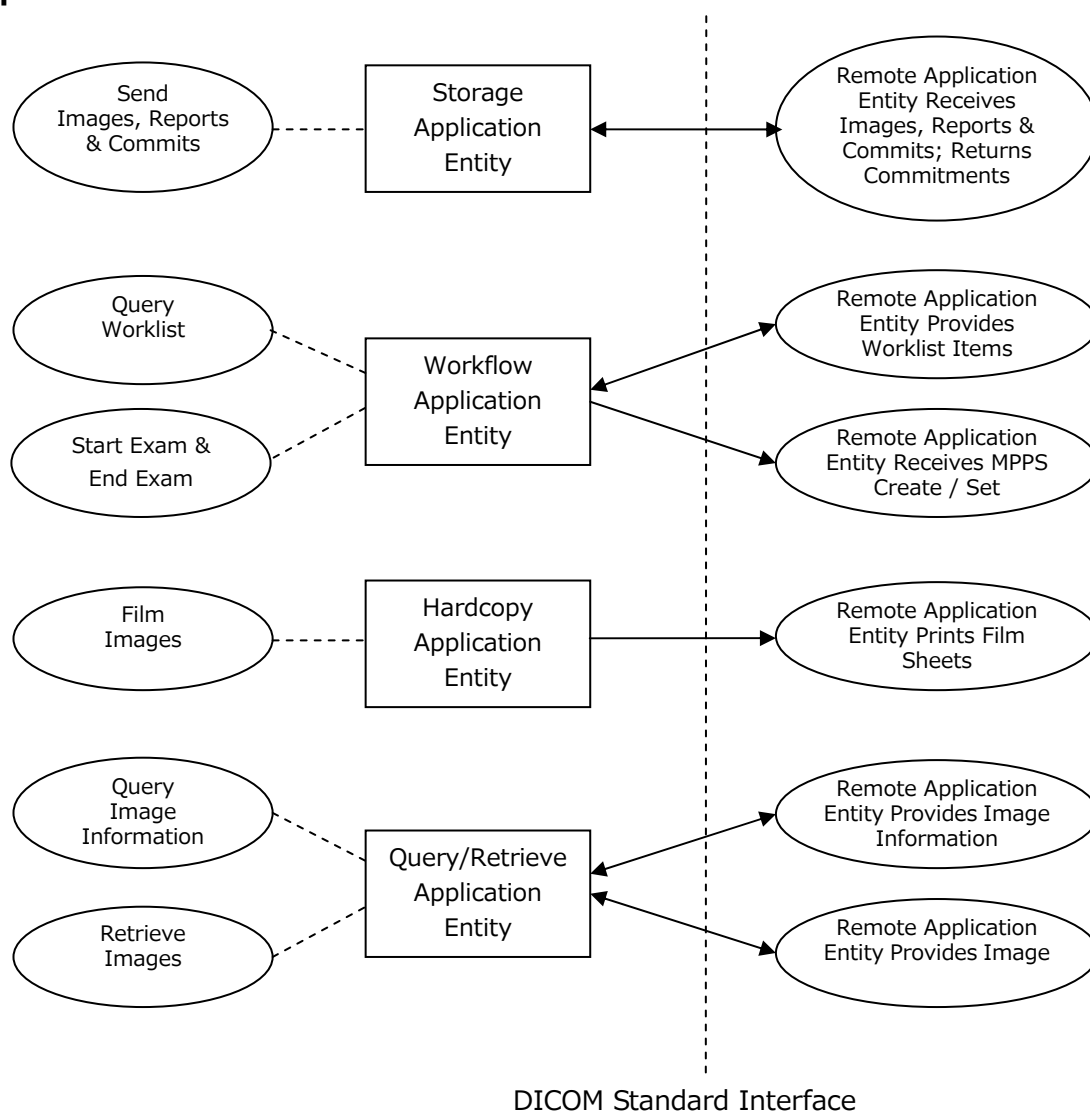 Send
Images, Reports
& Commits
Storage
Application
Entity
Remote Application
Entity Receives
Images, Reports &
Commits; Returns
Commitments
Query
Worklist
Start Exam &
End Exam
Workflow
Application
Entity
Remote Application
Entity Provides
Worklist Items
Remote Application
Entity Receives MPPS
Create / Set
Film
Images
Hardcopy
Application
Entity
Remote Application
Entity Prints Film
Sheets
Query
Image
Information
Retrieve
Images
Query/Retrieve
Application
Entity
Remote Application
Entity Provides Image
Information
Remote Application
Entity Provides Image
DICOM Standard Interface